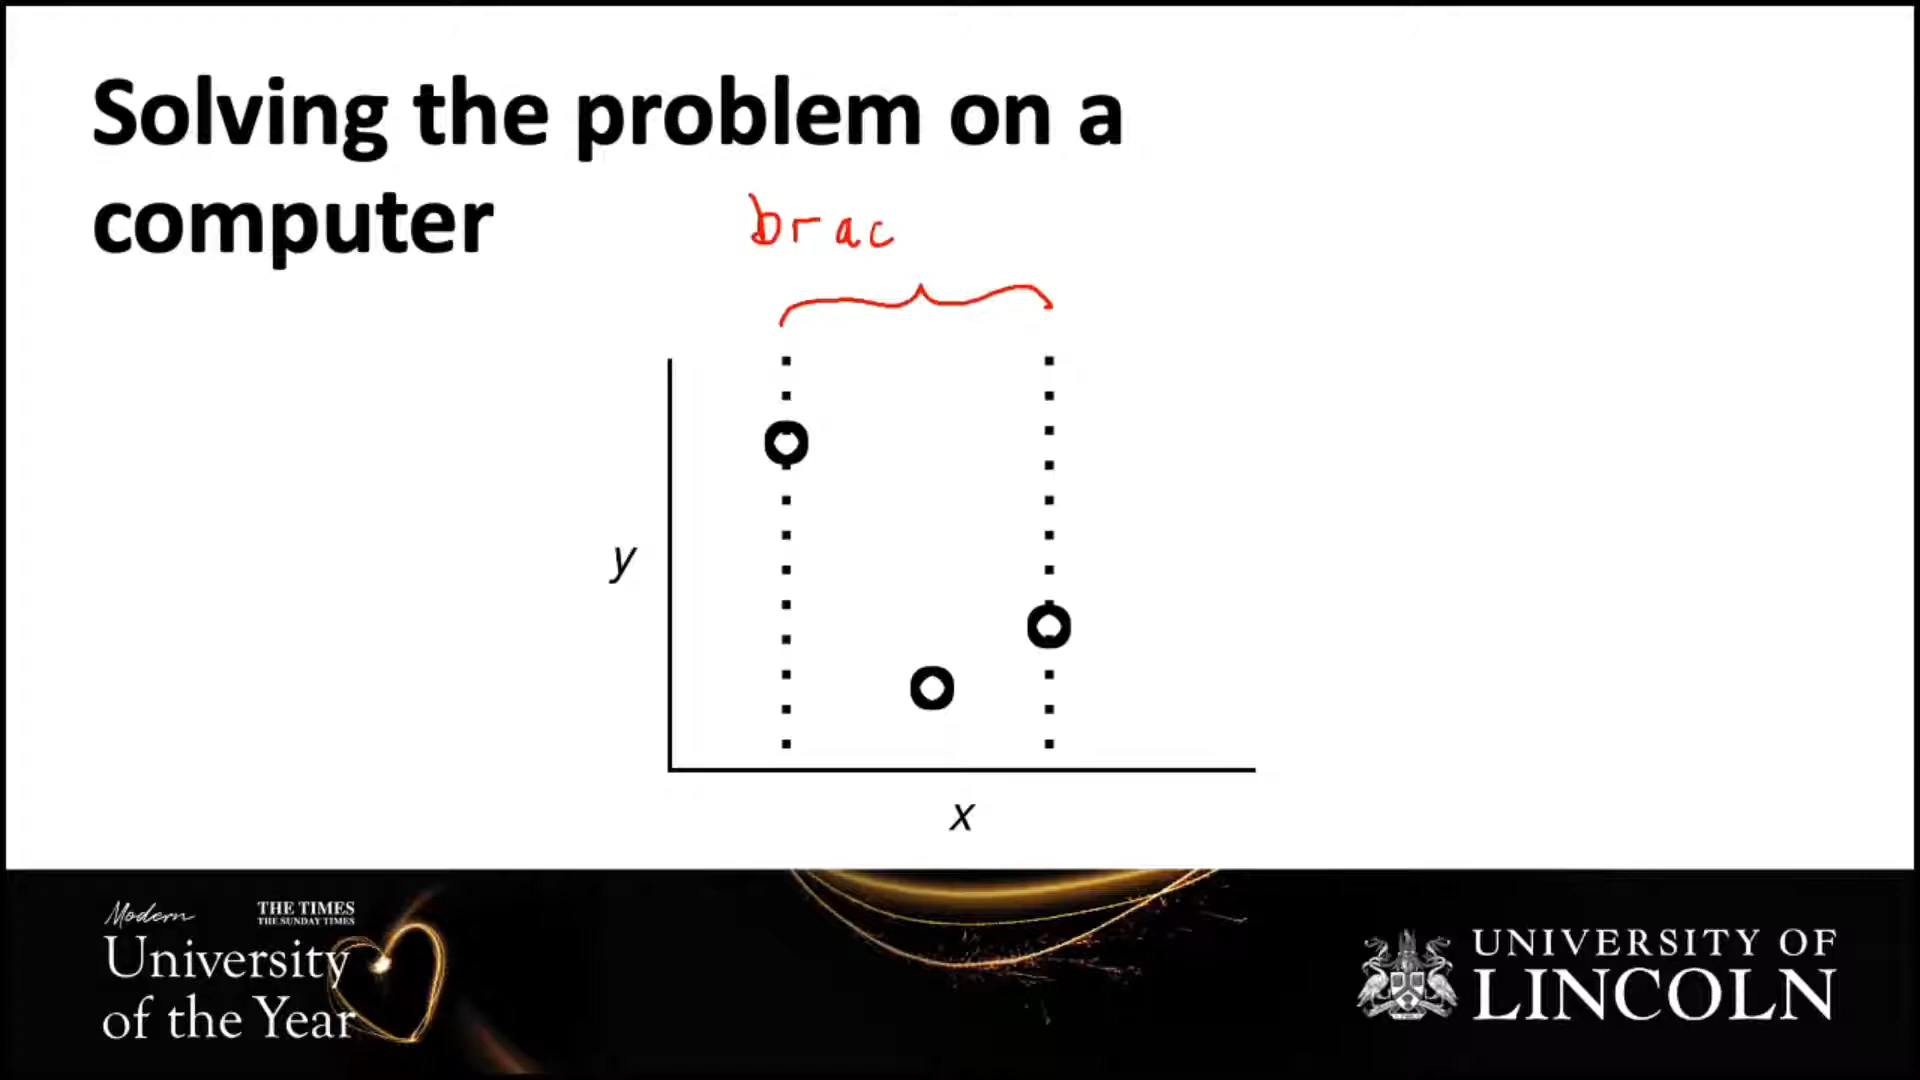 Solving the problem on a
computer
brac
y
x
Modern
THE TIMES
THE SUNDAY TIMES
University
of the Year
UNIVERSITY OF
LINCOLN